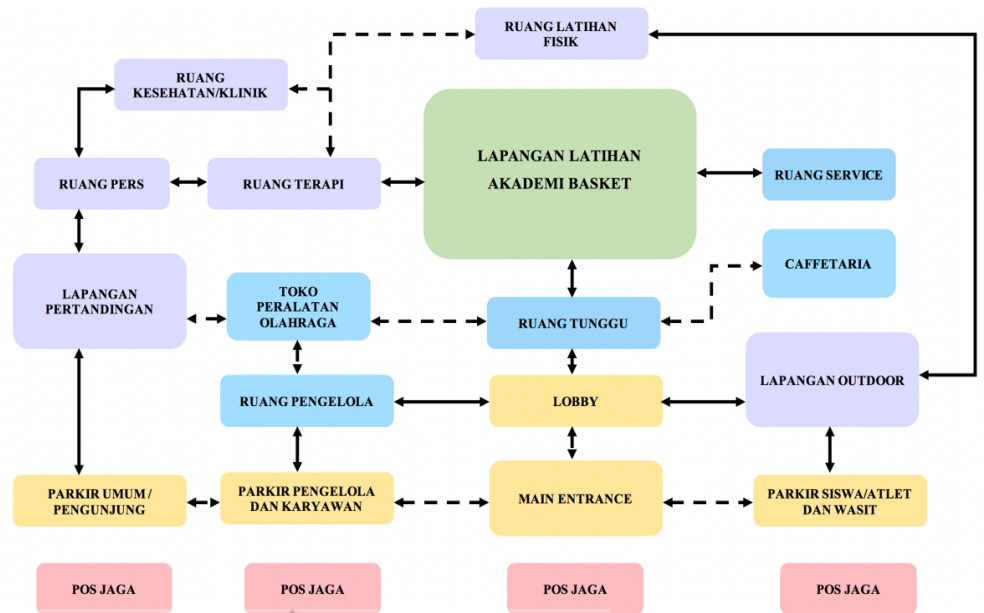 RUANG LATIHAN
FISIK
RUANG
KESEHATAN/KLINIK
LAPANGAN LATIHAN
AKADEMI BASKET
RUANG PERS
RUANG TERAPI
RUANG SERVICE
CAFFETARIA
LAPANGAN
PERTANDINGAN
TOKO
PERALATAN
OLAHRAGA
RUANG TUNGGU
LAPANGAN OUTDOOR
RUANG PENGELOLA
LOBBY
PARKIR UMUM /
PENGUNJUNG
PARKIR PENGELOLA
DAN KARYAWAN
MAIN ENTRANCE
PARKIR SISWA/ATLET
DAN WASIT
POS JAGA
POS JAGA
POS JAGA
POS JAGA